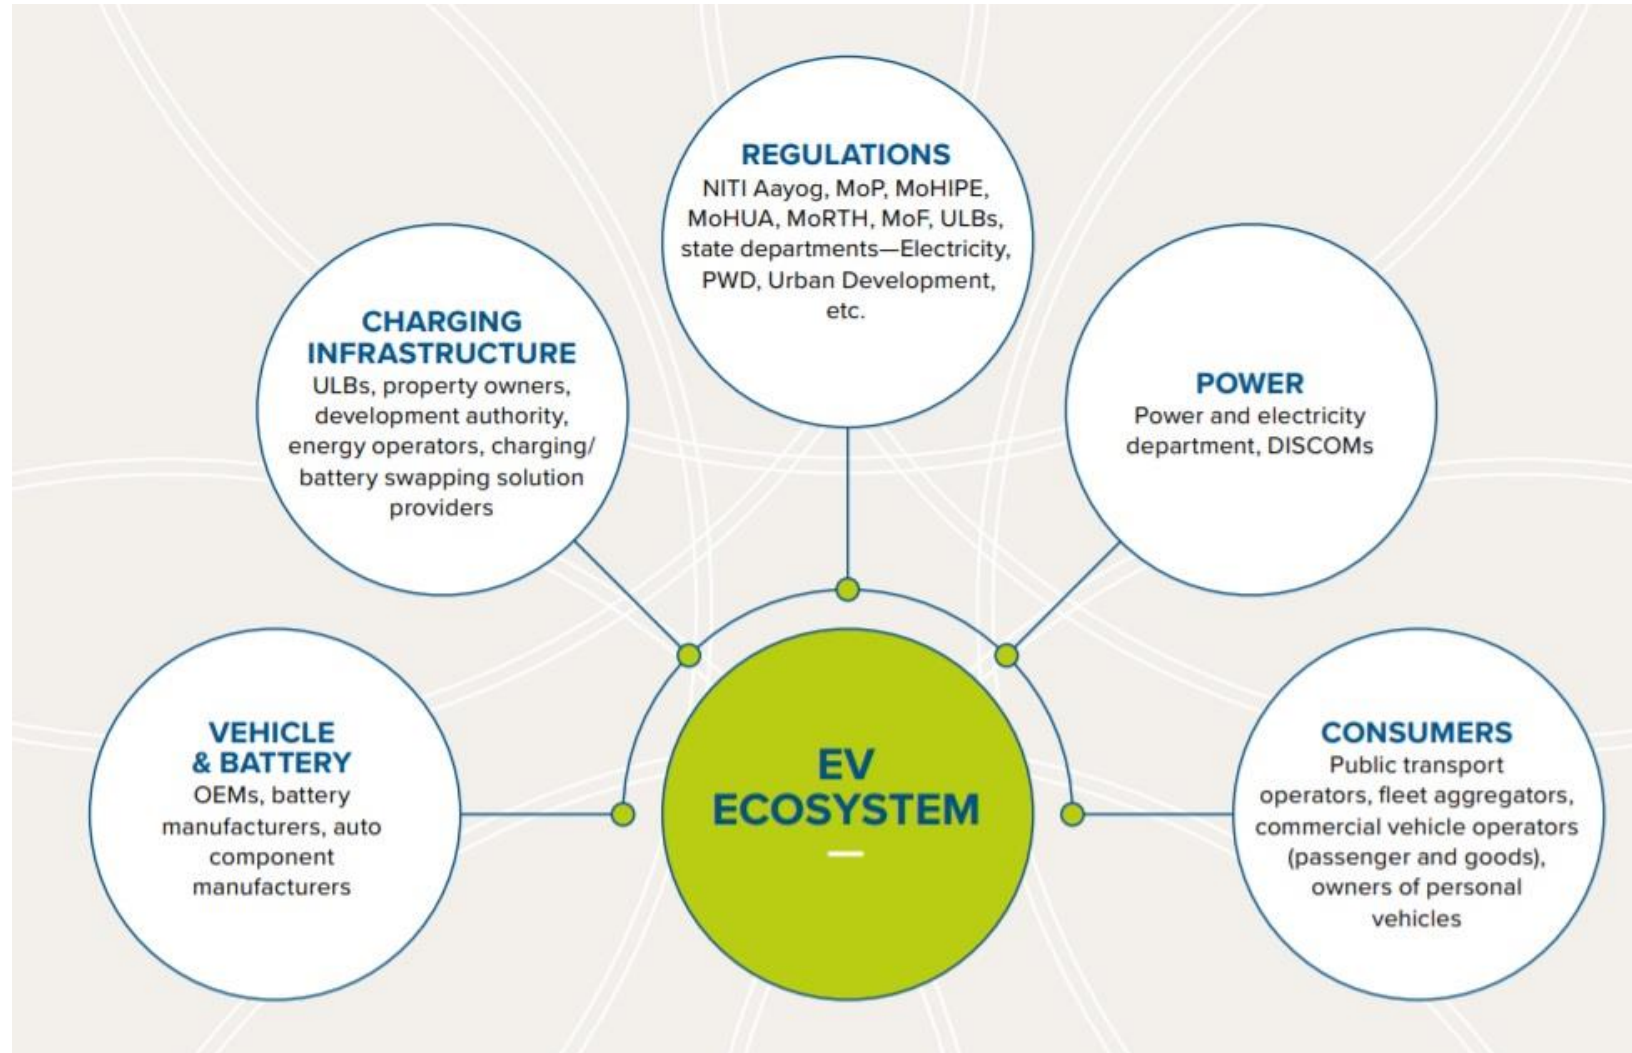 REGULATIONS
NITI Aayog, MoP, MoHIPE,
MoHUA, MoRTH, MoF, ULBs,
state departments—Electricity,
PWD, Urban Development,
etc.
CHARGING
INFRASTRUCTURE
ULBs, property owners,
development authority,
energy operators, charging/
battery swapping solution
providers
POWER
Power and electricity
department, DISCOMs
VEHICLE
& BATTERY
OEMs, battery
manufacturers, auto
component
manufacturers
EV
ECOSYSTEM
CONSUMERS
Public transport
operators, fleet aggregators,
commercial vehicle operators
(passenger and goods),
owners of personal
vehicles